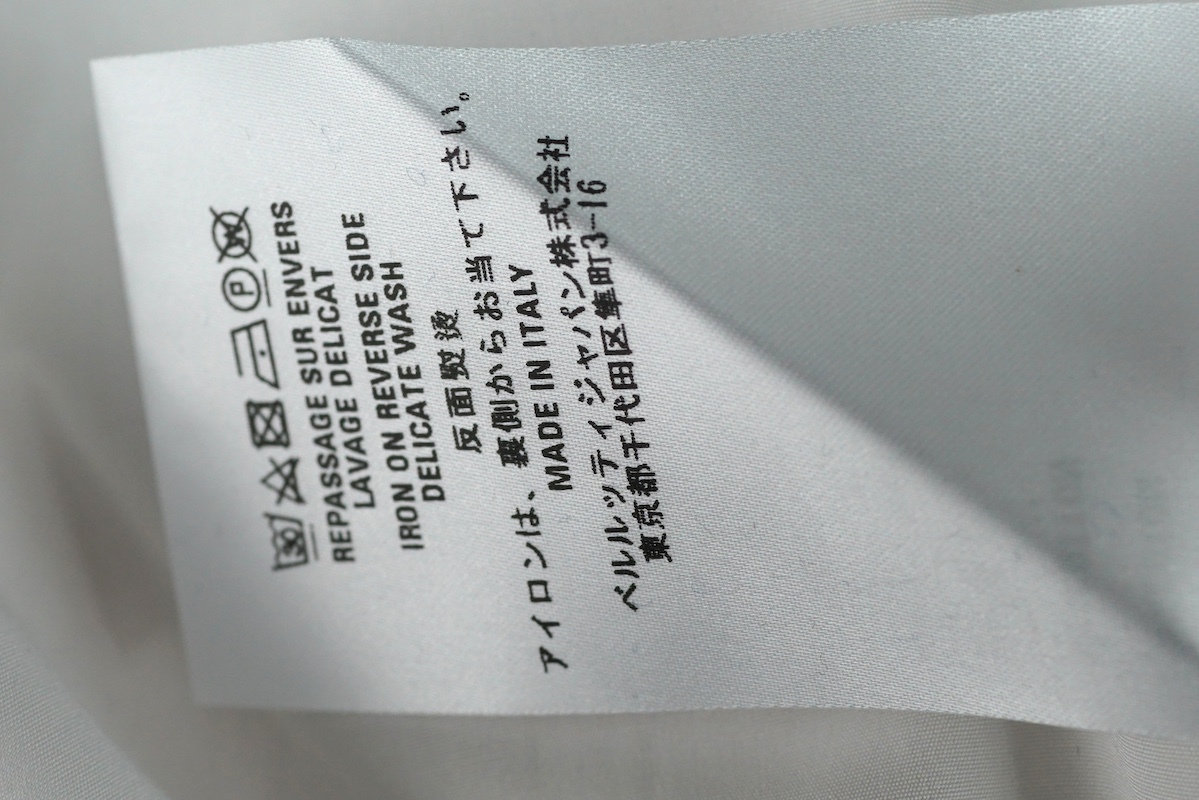 30 P W
REPASSAGE SUR ENVERS
LAVAGE DELICAT
IRON ON REVERSE SIDE
DELICATE WASH
反面熨烫
アイロンは、裏側からお当て下さい。
MADE IN ITALY
ベルルッティジャパン株式会社
東京都千代田区隼町3-16